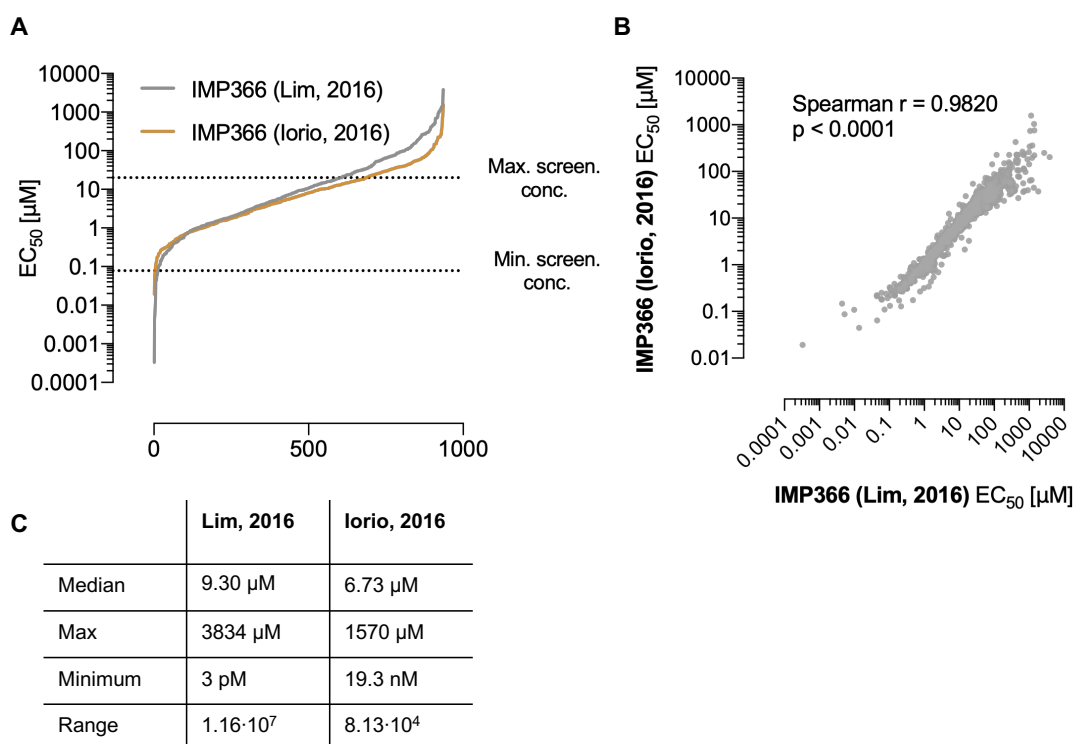 A
EC50 [µM]
10000
1000
100
10
1
0.1
0.01
0.001
0.0001
IMP366 (Lim, 2016)
IMP366 (Iorio, 2016)
Max. screen.
conc.
Min. screen.
conc.
0
500
1000
B
IMP366 (Iorio, 2016) EC50 [µM]
10000
1000
100
10
1
0.1
0.01
Spearman r = 0.9820
p < 0.0001
0.0001
0.001
0.01
0.1
1
10
100
1000
10000
IMP366 (Lim, 2016) EC50 [µM]
C
Lim, 2016 Iorio, 2016
Median 9.30 µM 6.73 µM
Max 3834 µM 1570 µM
Minimum 3 pM 19.3 nM
Range 1.16·10⁷ 8.13·10⁴